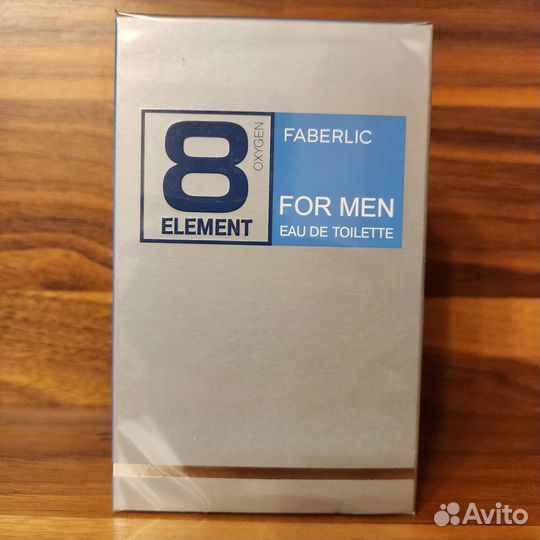 8
OXYGEN
ELEMENT
FABERLIC
FOR MEN
EAU DE TOILETTE
Avito